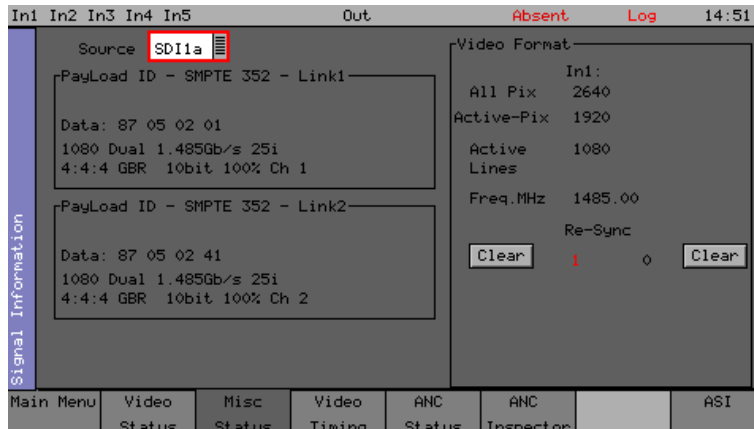 In1 In2 In3 In4 In5 Out Absent Log 14:51
Source SDI1a
PayLoad ID - SMPTE 352 - Link1
Data: 87 05 02 01
1080 Dual 1.485Gb/s 25i
4:4:4 GBR 10bit 100% Ch 1
PayLoad ID - SMPTE 352 - Link2
Data: 87 05 02 41
1080 Dual 1.485Gb/s 25i
4:4:4 GBR 10bit 100% Ch 2
Video Format
In1:
All Pix 2640
Active-Pix 1920
Active 1080
Lines
Freq.MHz 1485.00
Re-Sync
Clear 1 0 Clear
Signal Information
Main Menu Video Misc Video ANC ANC ASI
Status Status Timing Status Inspector